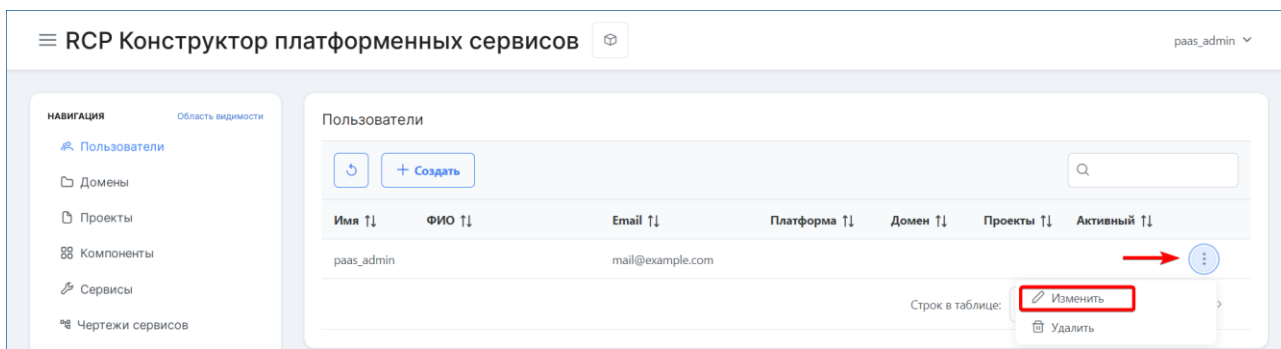 RCP Конструктор платформенных сервисов
paas_admin
НАВИГАЦИЯ Область видимости
Пользователи
Домены
Проекты
Компоненты
Сервисы
Чертежи сервисов
Пользователи
+ Создать
Имя ↑↓ ФИО ↑↓ Email ↑↓ Платформа ↑↓ Домен ↑↓ Проекты ↑↓ Активный ↑↓
paas_admin mail@example.com
Строк в таблице:
Изменить
Удалить